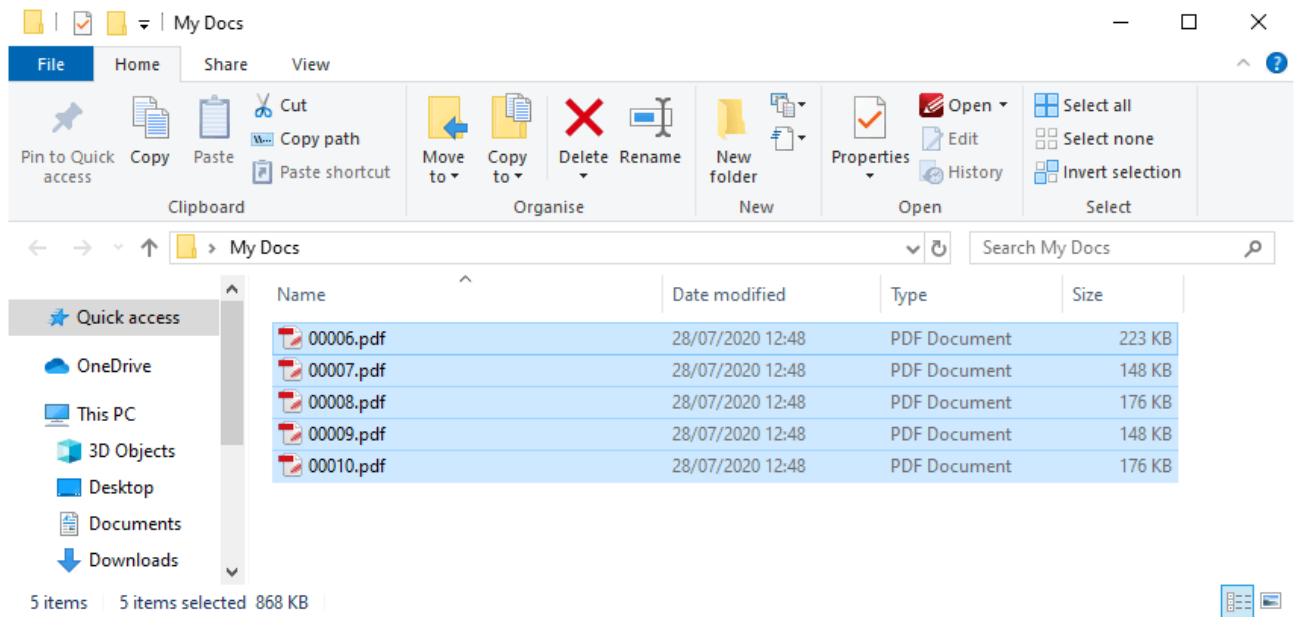 My Docs
File Home Share View
Pin to Quick access
Copy
Paste
Cut
Copy path
Paste shortcut
Move to
Copy to
Delete
Rename
New folder
Properties
Open
Edit
History
Select all
Select none
Invert selection
Clipboard Organise New Open Select
My Docs
Search My Docs
Name Date modified Type Size
Quick access
OneDrive
This PC
3D Objects
Desktop
Documents
Downloads
00006.pdf 28/07/2020 12:48 PDF Document 223 KB
00007.pdf 28/07/2020 12:48 PDF Document 148 KB
00008.pdf 28/07/2020 12:48 PDF Document 176 KB
00009.pdf 28/07/2020 12:48 PDF Document 148 KB
00010.pdf 28/07/2020 12:48 PDF Document 176 KB
5 items 5 items selected 868 KB